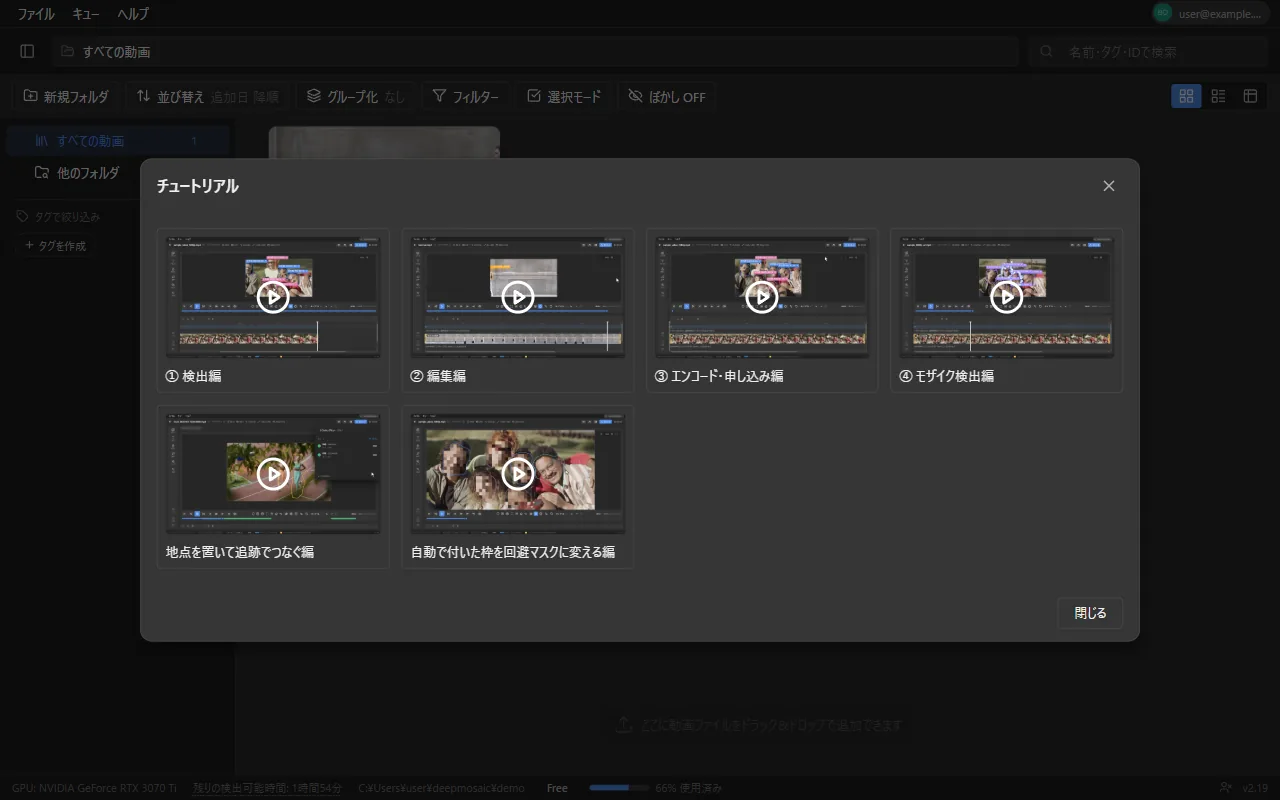 ファイル キュー ヘルプ
NO user@example....
すべての動画
名前・タグ・IDで検索
新規フォルダ 並び替え 追加日 降順 グループ化 なし フィルター 選択モード ぼかし OFF
すべての動画 1
他のフォルダ
タグで絞り込み
+ タグを作成
チュートリアル
① 検出編
② 編集編
③ エンコード・申し込み編
④ モザイク検出編
地点を置いて追跡でつなぐ編
自動で付いた枠を回避マスクに変える編
閉じる
ここに動画ファイルをドラッグ&ドロップで追加できます
GPU: NVIDIA GeForce RTX 3070 Ti 残りの検出可能時間: 1時間54分 C:¥Users¥user¥deepmosaic¥demo Free 66% 使用済み v2.19